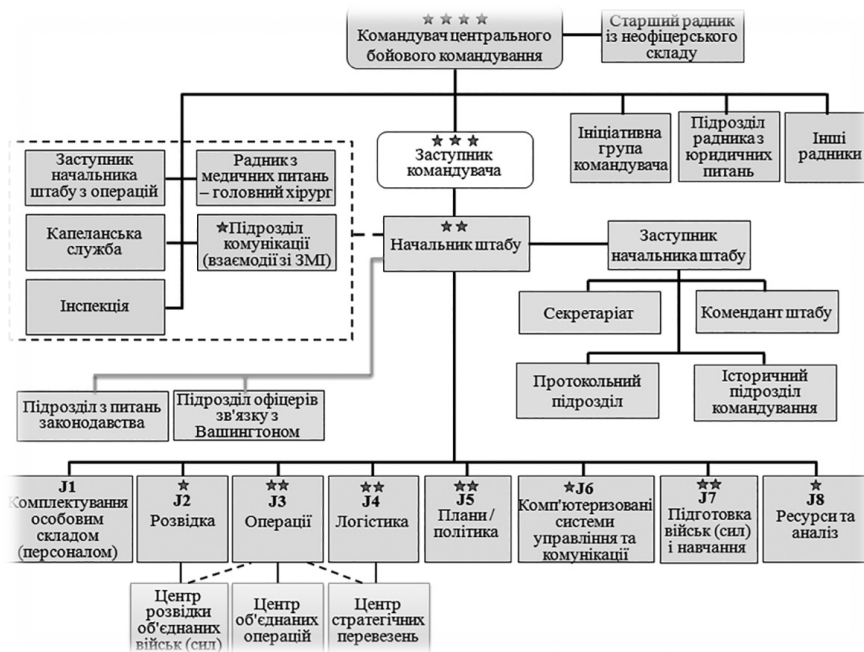 Командувач центрального
бойового командування
Старший радник
із неофіцерського
складу
Ініціативна
група
командувача
Підрозділ
радника з
юридичних
питань
Інші
радники
Заступник
командувача
Заступник
начальника
штабу з операцій
Радник з
медичних питань
– головний хірург
Капеланська
служба
Підрозділ
комунікації
(взаємодії зі ЗМІ)
Інспекція
Начальник штабу
Заступник
начальника штабу
Секретаріат
Комендант штабу
Протокольний
підрозділ
Історичний
підрозділ
командування
Підрозділ з питань
законодавства
Підрозділ офіцерів
зв'язку з
Вашингтоном
J1
Комплектування
особовим
складом
(персоналом)
J2
Розвідка
J3
Операції
J4
Логістика
J5
Плани /
політика
J6
Комп'ютеризовані
системи
управління та
комунікації
J7
Підготовка
військ (сил)
і навчання
J8
Ресурси та
аналіз
Центр
розвідки
об'єднаних
військ (сил)
Центр
об'єднаних
операцій
Центр
стратегічних
перевезень